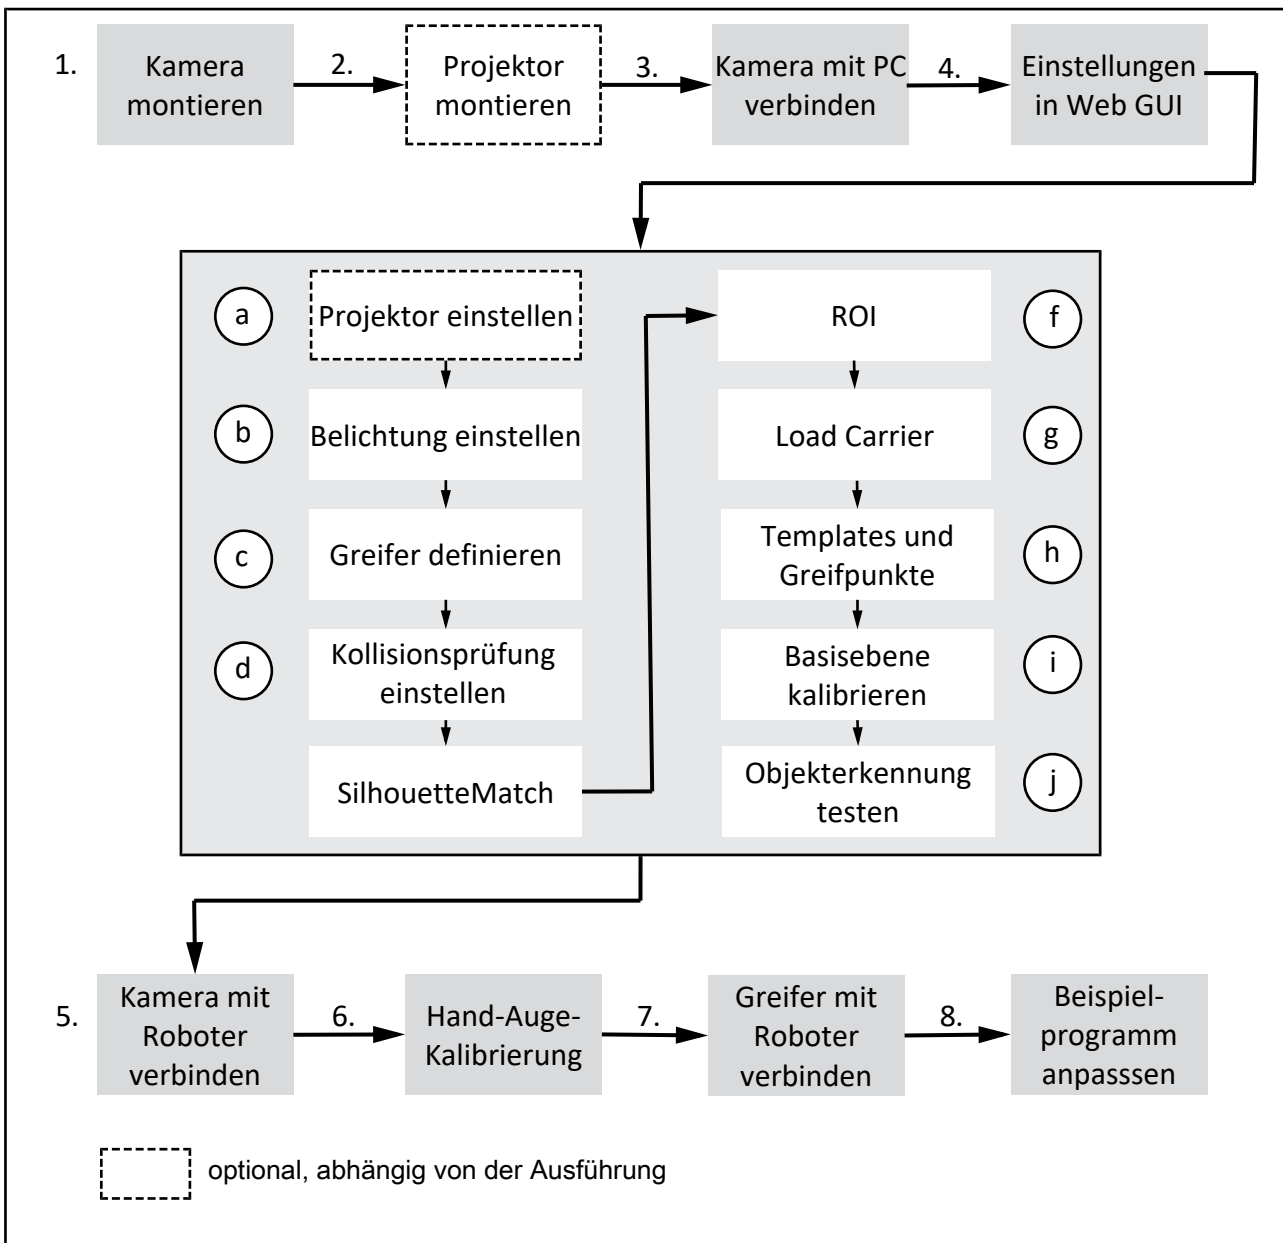 1.
Kamera
montieren
2.
Projektor
montieren
3.
Kamera mit PC
verbinden
4.
Einstellungen
in Web GUI
a
Projektor einstellen
b
Belichtung einstellen
c
Greifer definieren
d
Kollisionsprüfung
einstellen
SilhouetteMatch
ROI
f
Load Carrier
g
Templates und
Greifpunkte
h
Basisebene
kalibrieren
i
Objekterkennung
testen
j
5.
Kamera mit
Roboter
verbinden
6.
Hand-Auge-
Kalibrierung
7.
Greifer mit
Roboter
verbinden
8.
Beispiel-
programm
anpasssen
optional, abhängig von der Ausführung